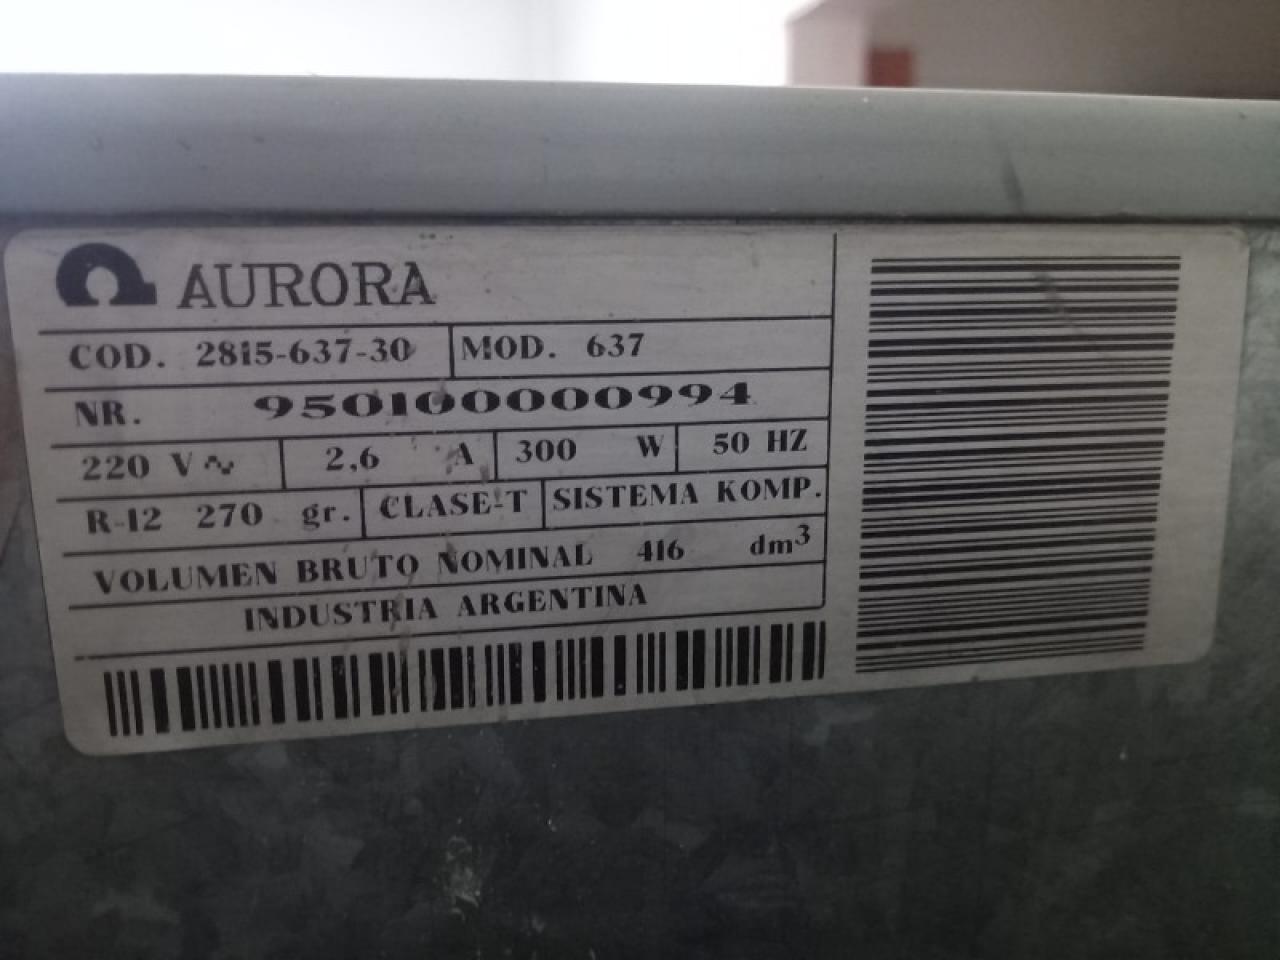 AURORA
COD. 2815-637-30 MOD. 637
NR. 950100000994
220 V~ 2,6 A 300 W 50 HZ
R-12 270 gr. CLASE-T SISTEMA KOMP.
VOLUMEN BRUTO NOMINAL 416 dm³
INDUSTRIA ARGENTINA